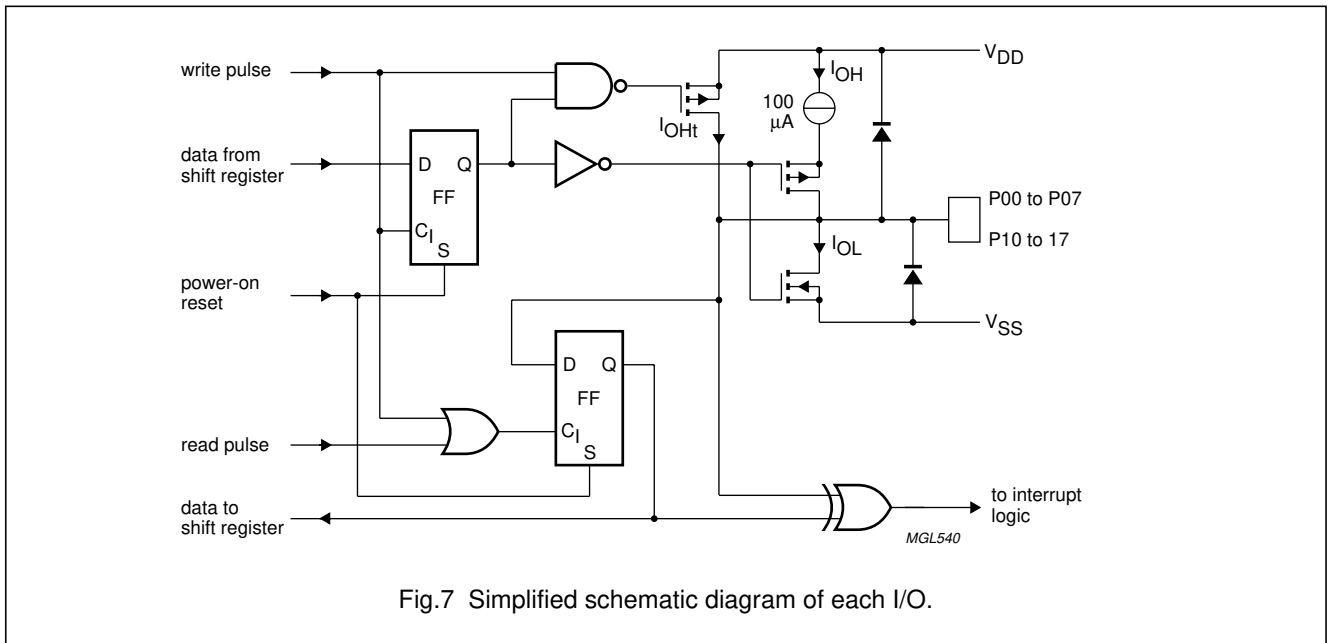 write pulse
V_DD
I_OH
100
μA
I_OHt
data from
shift register
D Q
FF
C_I
S
P00 to P07
P10 to 17
I_OL
power-on
reset
V_SS
D Q
FF
C_I
S
read pulse
data to
shift register
to interrupt
logic
MGL540
Fig.7 Simplified schematic diagram of each I/O.